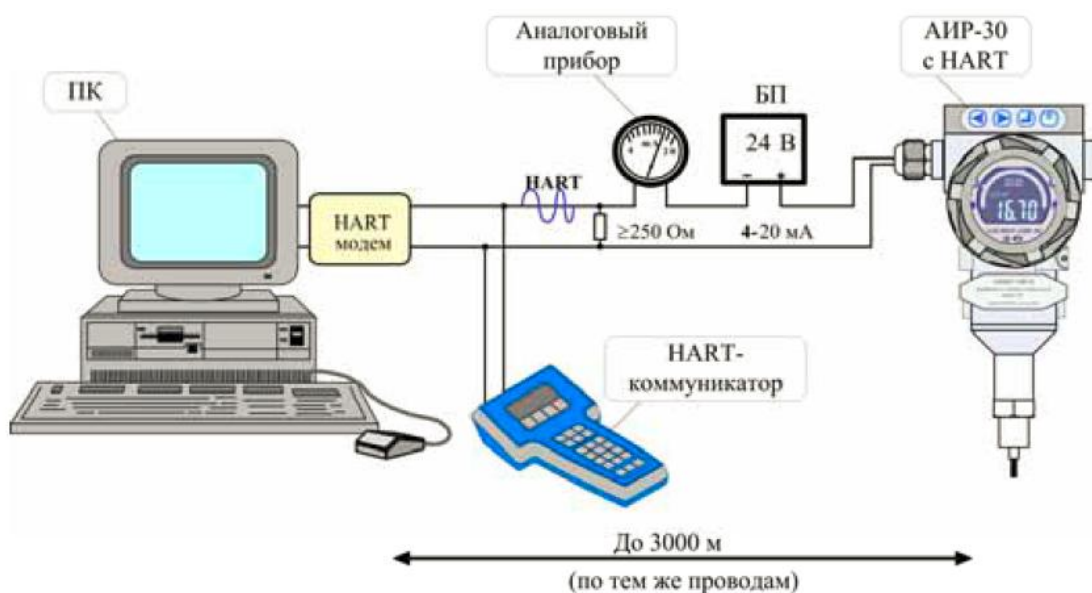 Аналоговый
прибор
АИР-30
с HART
ПК
БП
24 В
- +
HART
HART
модем
≥250 Ом
4-20 мА
16.70
HART-
коммуникатор
До 3000 м
(по тем же проводам)